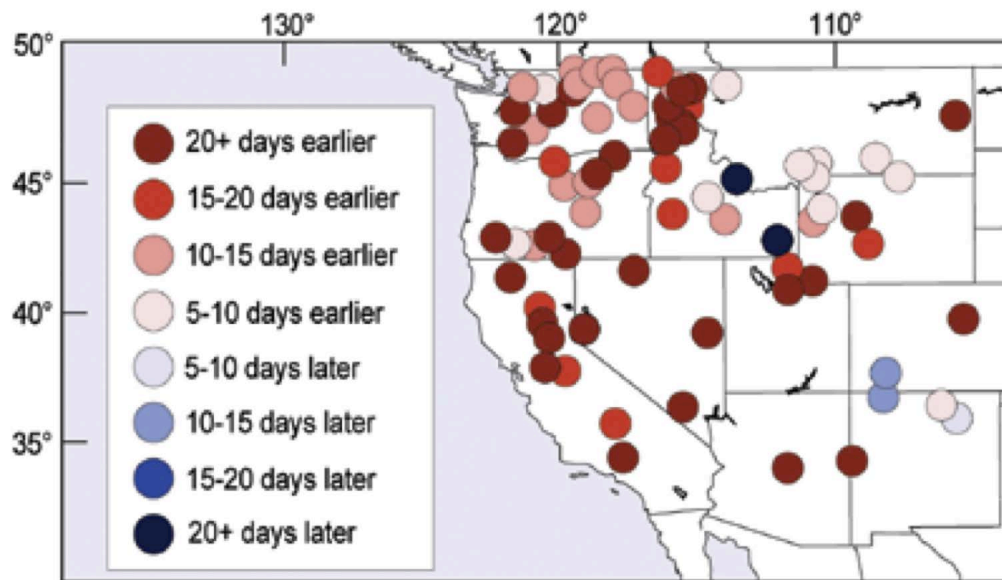 130° 120° 110°
50°
20+ days earlier
15-20 days earlier
45°
10-15 days earlier
5-10 days earlier
40°
5-10 days later
10-15 days later
35°
15-20 days later
20+ days later